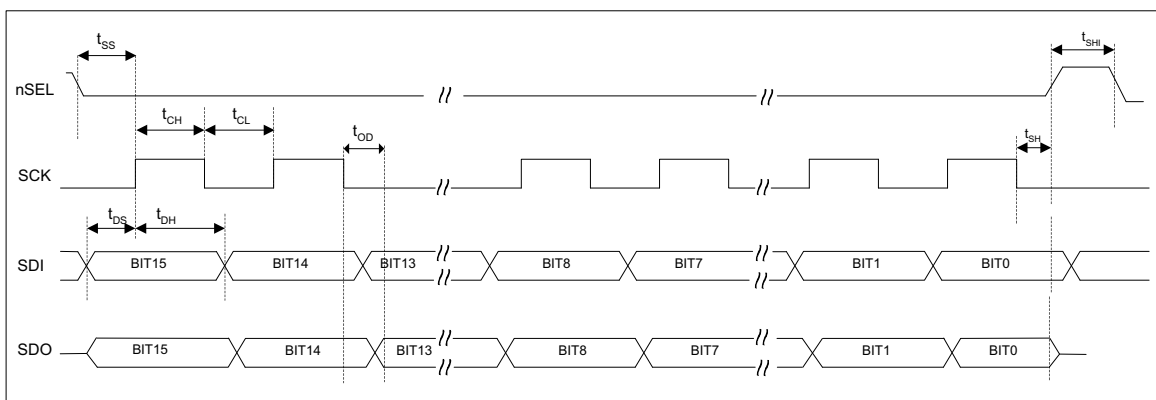 tSS
tSHI
nSEL
tCH
tCL
tOD
tSH
SCK
tDS
tDH
SDI
BIT15
BIT14
BIT13
BIT8
BIT7
BIT1
BIT0
SDO
BIT15
BIT14
BIT13
BIT8
BIT7
BIT1
BIT0